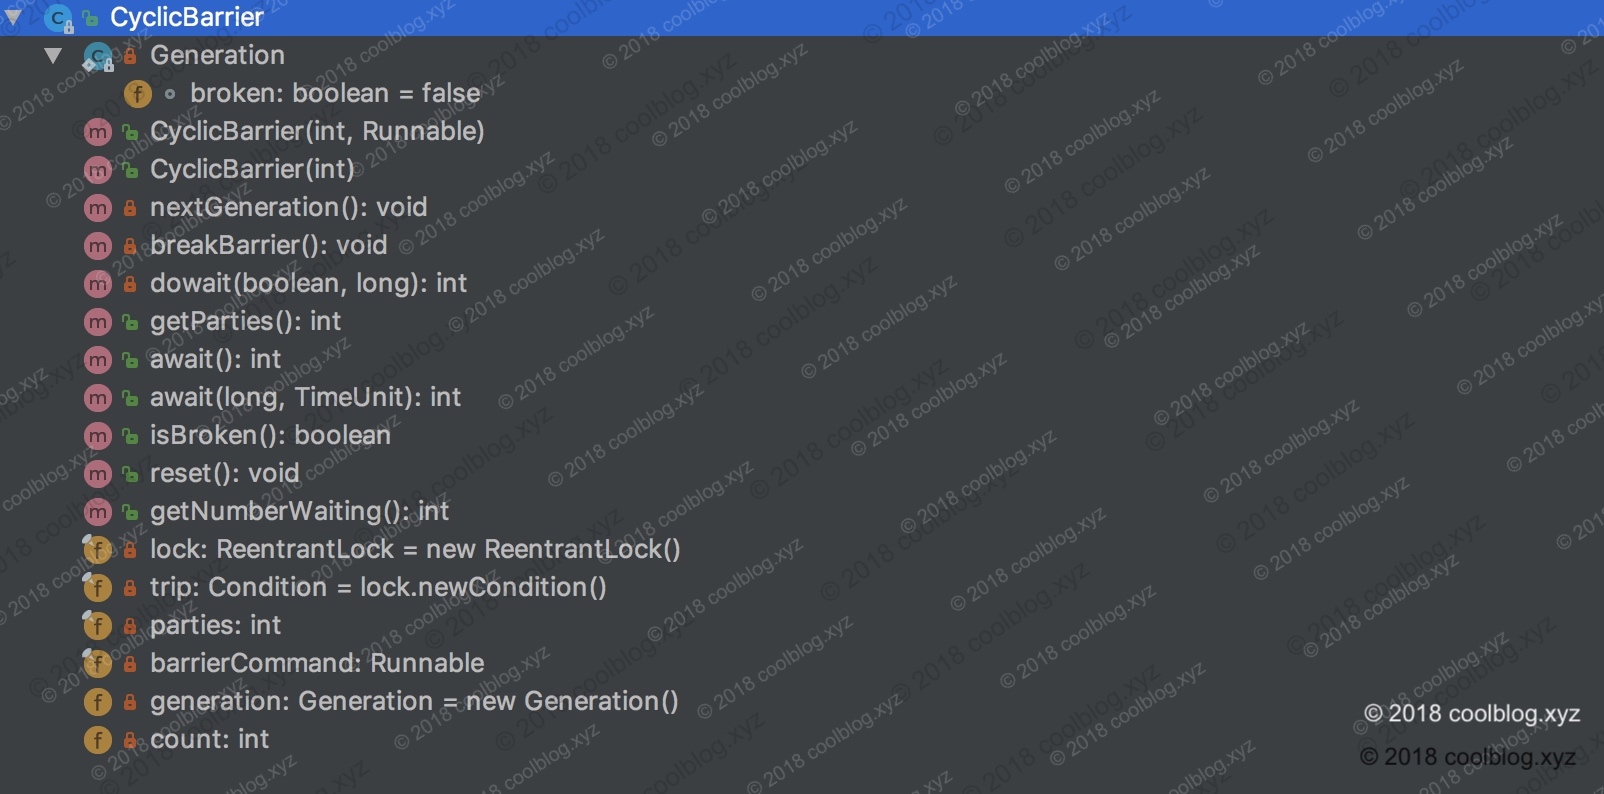 CyclicBarrier
Generation
broken: boolean = false
CyclicBarrier(int, Runnable)
CyclicBarrier(int)
nextGeneration(): void
breakBarrier(): void
dowait(boolean, long): int
getParties(): int
await(): int
await(long, TimeUnit): int
isBroken(): boolean
reset(): void
getNumberWaiting(): int
lock: ReentrantLock = new ReentrantLock()
trip: Condition = lock.newCondition()
parties: int
barrierCommand: Runnable
generation: Generation = new Generation()
count: int
© 2018 coolblog.xyz
© 2018 coolblog.xyz